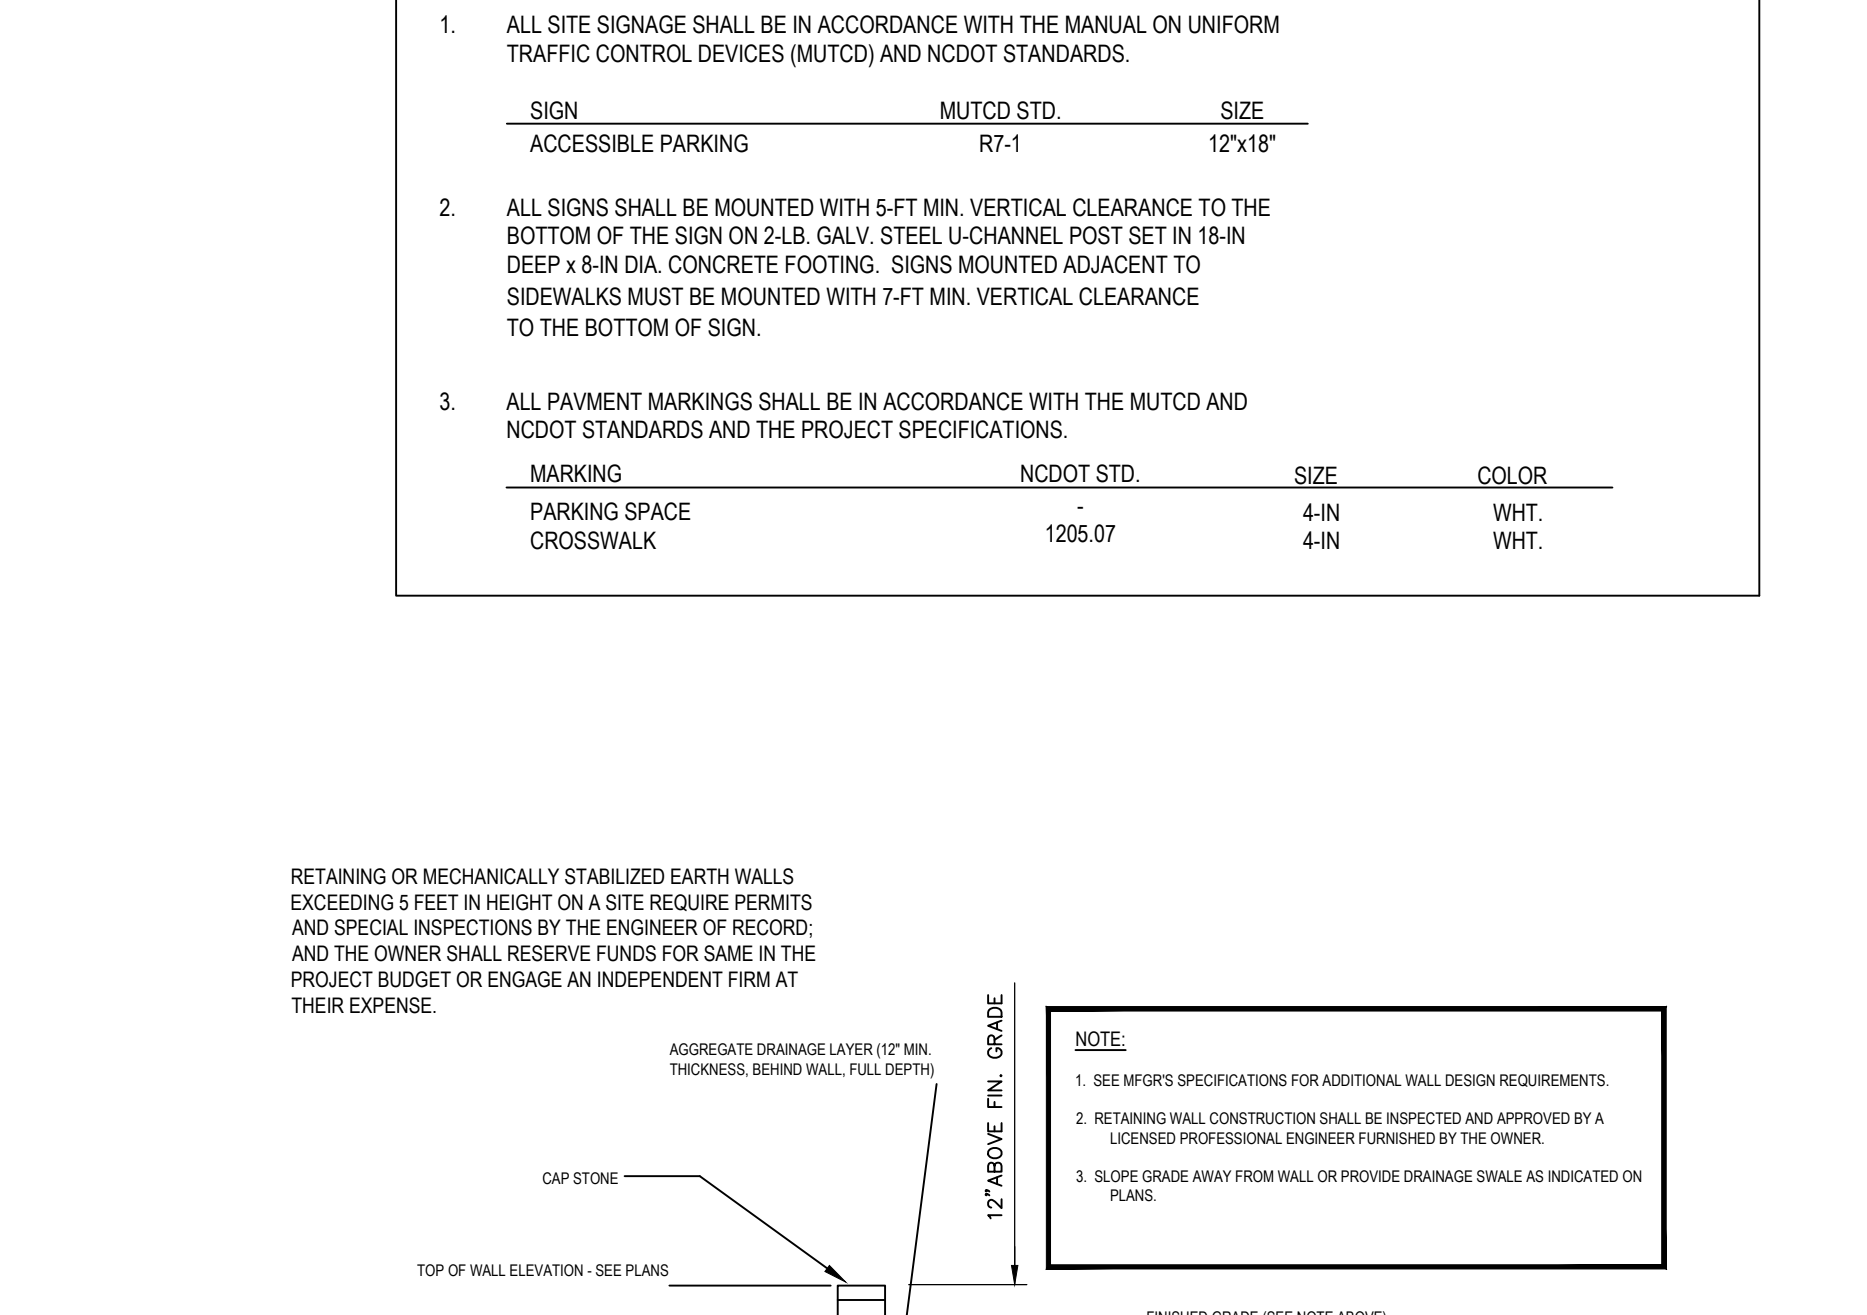 1. ALL SITE SIGNAGE SHALL BE IN ACCORDANCE WITH THE MANUAL ON UNIFORM
TRAFFIC CONTROL DEVICES (MUTCD) AND NCDOT STANDARDS.
SIGN MUTCD STD. SIZE
ACCESSIBLE PARKING R7-1 12"x18"
2. ALL SIGNS SHALL BE MOUNTED WITH 5-FT MIN. VERTICAL CLEARANCE TO THE
BOTTOM OF THE SIGN ON 2-LB. GALV. STEEL U-CHANNEL POST SET IN 18-IN
DEEP x 8-IN DIA. CONCRETE FOOTING. SIGNS MOUNTED ADJACENT TO
SIDEWALKS MUST BE MOUNTED WITH 7-FT MIN. VERTICAL CLEARANCE
TO THE BOTTOM OF SIGN.
3. ALL PAVMENT MARKINGS SHALL BE IN ACCORDANCE WITH THE MUTCD AND
NCDOT STANDARDS AND THE PROJECT SPECIFICATIONS.
MARKING NCDOT STD. SIZE COLOR
PARKING SPACE - 4-IN WHT.
CROSSWALK 1205.07 4-IN WHT.
RETAINING OR MECHANICALLY STABILIZED EARTH WALLS
EXCEEDING 5 FEET IN HEIGHT ON A SITE REQUIRE PERMITS
AND SPECIAL INSPECTIONS BY THE ENGINEER OF RECORD;
AND THE OWNER SHALL RESERVE FUNDS FOR SAME IN THE
PROJECT BUDGET OR ENGAGE AN INDEPENDENT FIRM AT
THEIR EXPENSE.
AGGREGATE DRAINAGE LAYER (12" MIN.
THICKNESS, BEHIND WALL, FULL DEPTH)
12" ABOVE FIN. GRADE
NOTE:
1. SEE MFGR'S SPECIFICATIONS FOR ADDITIONAL WALL DESIGN REQUIREMENTS.
2. RETAINING WALL CONSTRUCTION SHALL BE INSPECTED AND APPROVED BY A
LICENSED PROFESSIONAL ENGINEER FURNISHED BY THE OWNER.
3. SLOPE GRADE AWAY FROM WALL OR PROVIDE DRAINAGE SWALE AS INDICATED ON
PLANS.
CAP STONE
TOP OF WALL ELEVATION - SEE PLANS
FINISHED GRADE (SEE NOTE ABOVE)